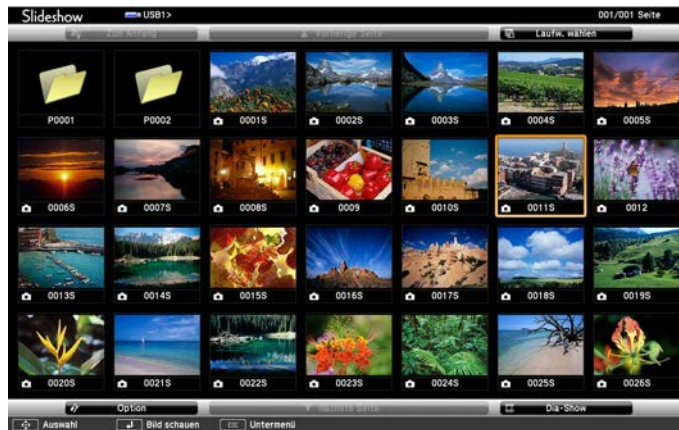 Slideshow USB1> 001/001 Seite
Zum Anfang ▲ Vorherige Seite Laufw. wählen
P0001 P0002 0001S 0002S 0003S 0004S 0005S
0006S 0007S 0008S 0009 0010S 0011S 0012
0013S 0014S 0015S 0016S 0017S 0018S 0019S
0020S 0021S 0022S 0023S 0024S 0025S 0026S
Option ▼ Nächste Seite Dia-Show
Auswahl Bild schauen ESC Untermenü